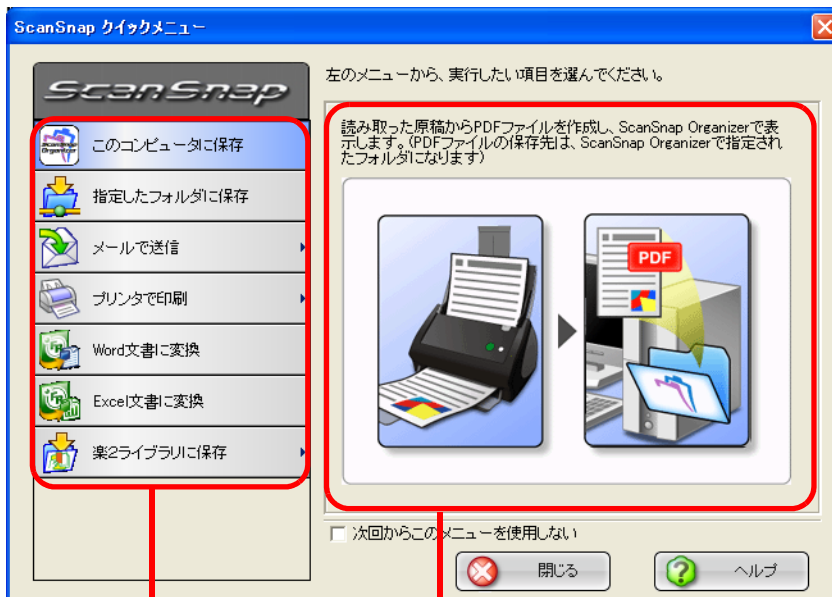 ScanSnap クイックメニュー
ScanSnap
左のメニューから、実行したい項目を選んでください。
このコンピュータに保存
指定したフォルダに保存
メールで送信
プリンタで印刷
Word文書に変換
Excel文書に変換
楽2ライブラリに保存
読み取った原稿からPDFファイルを作成し、ScanSnap Organizerで表
示します。(PDFファイルの保存先は、ScanSnap Organizerで指定され
たフォルダになります)
PDF
次回からこのメニューを使用しない
閉じる
ヘルプ